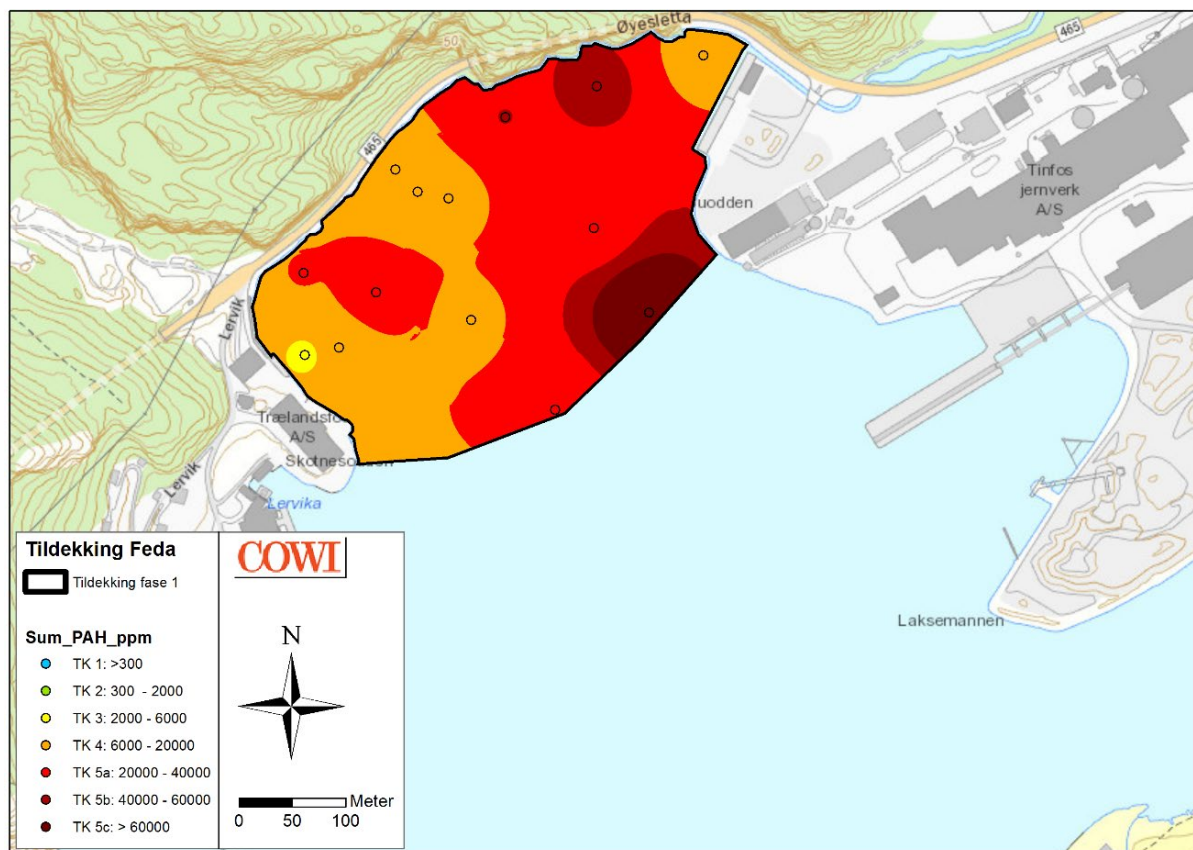 Øyesletta
50
465
465
465
Tinfos
jernverk
A/S
uodden
Lervik
Trælandsfo
A/S
Skotneso
Lervik
Lervika
Laksemannen
Tildekking Feda
Tildekking fase 1
Sum_PAH_ppm
TK 1: >300
TK 2: 300 - 2000
TK 3: 2000 - 6000
TK 4: 6000 - 20000
TK 5a: 20000 - 40000
TK 5b: 40000 - 60000
TK 5c: > 60000
COWI
N
Meter
0 50 100